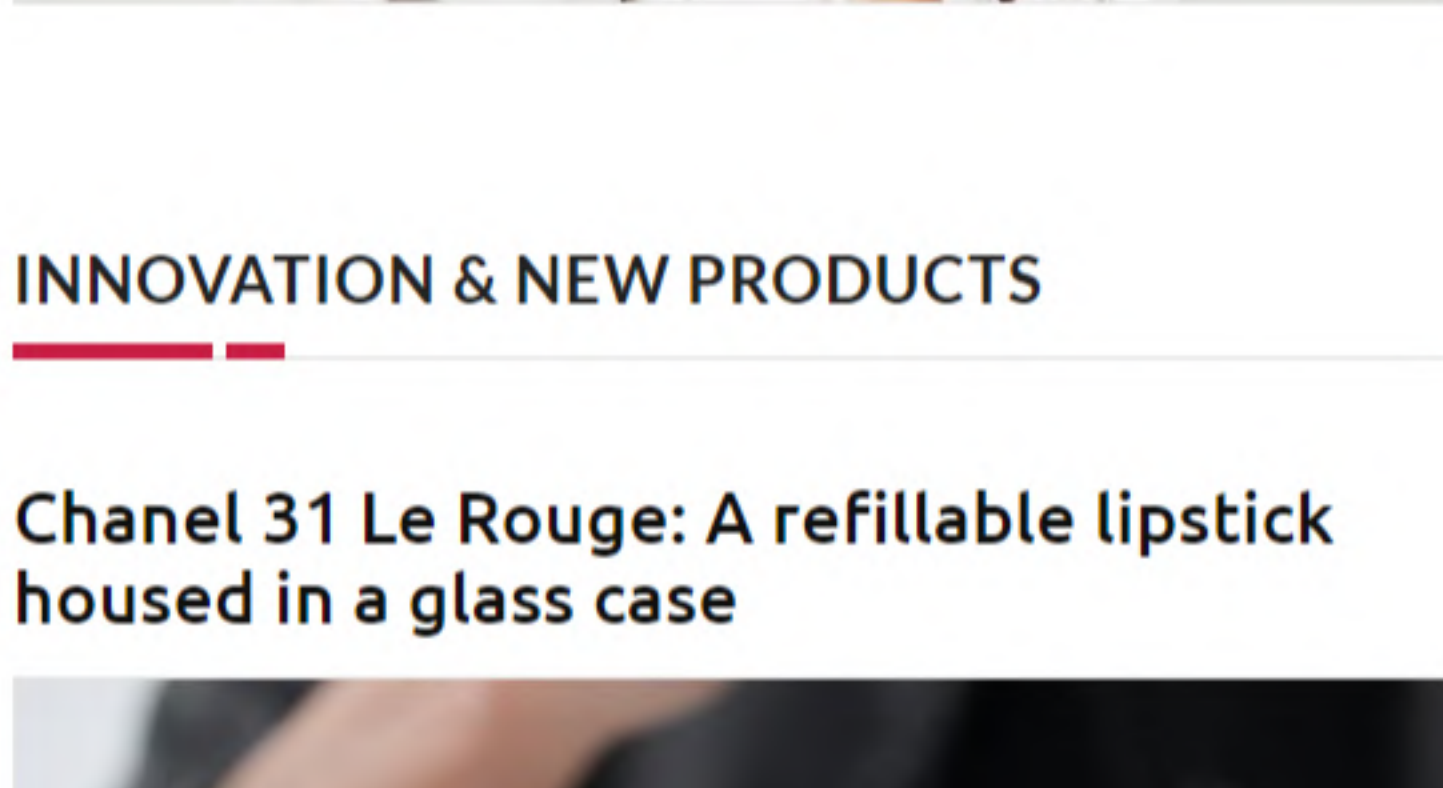 INNOVATION & NEW PRODUCTS
Chanel 31 Le Rouge: A refillable lipstick
housed in a glass case